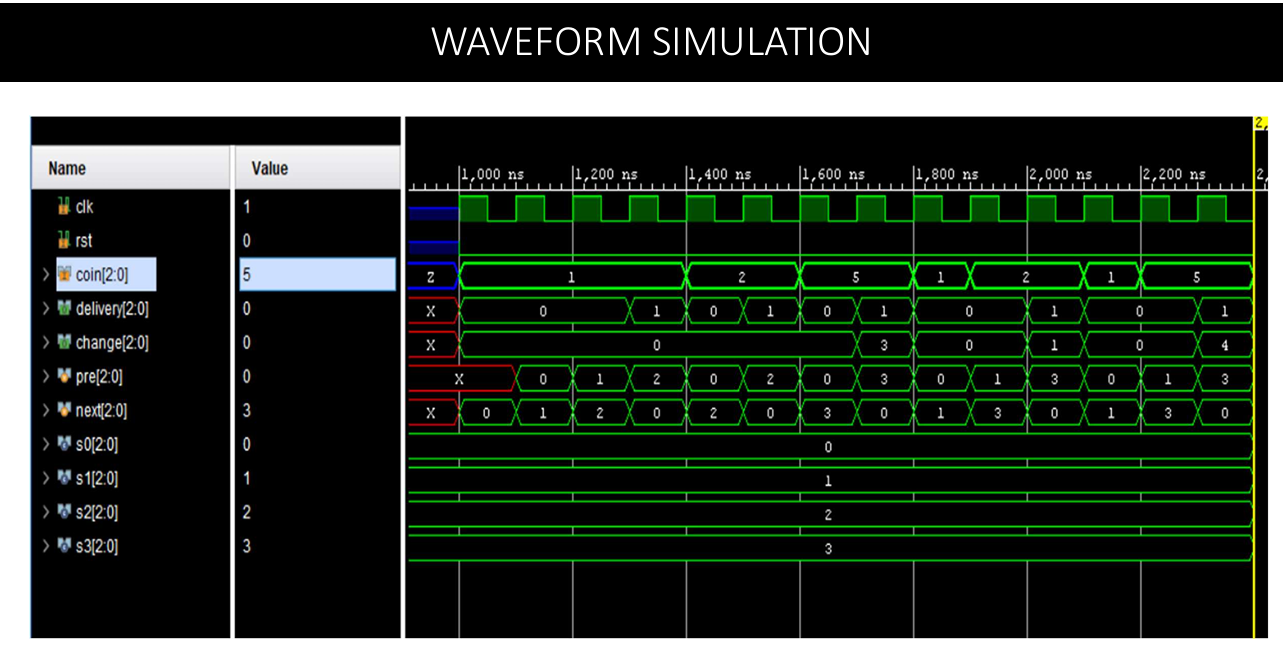 WAVEFORM SIMULATION
2,
Name Value 1,000 ns 1,200 ns 1,400 ns 1,600 ns 1,800 ns 2,000 ns 2,200 ns 2,
clk 1
rst 0
coin[2:0] 5 Z 1 2 5 1 2 1 5
delivery[2:0] 0 X 0 1 0 1 0 1 0 1 0 1
change[2:0] 0 X 0 3 0 1 0 4
pre[2:0] 0 X 0 1 2 0 2 0 3 0 1 3 0 1 3
next[2:0] 3 X 0 1 2 0 2 0 3 0 1 3 0 1 3 0
s0[2:0] 0 0
s1[2:0] 1 1
s2[2:0] 2 2
s3[2:0] 3 3